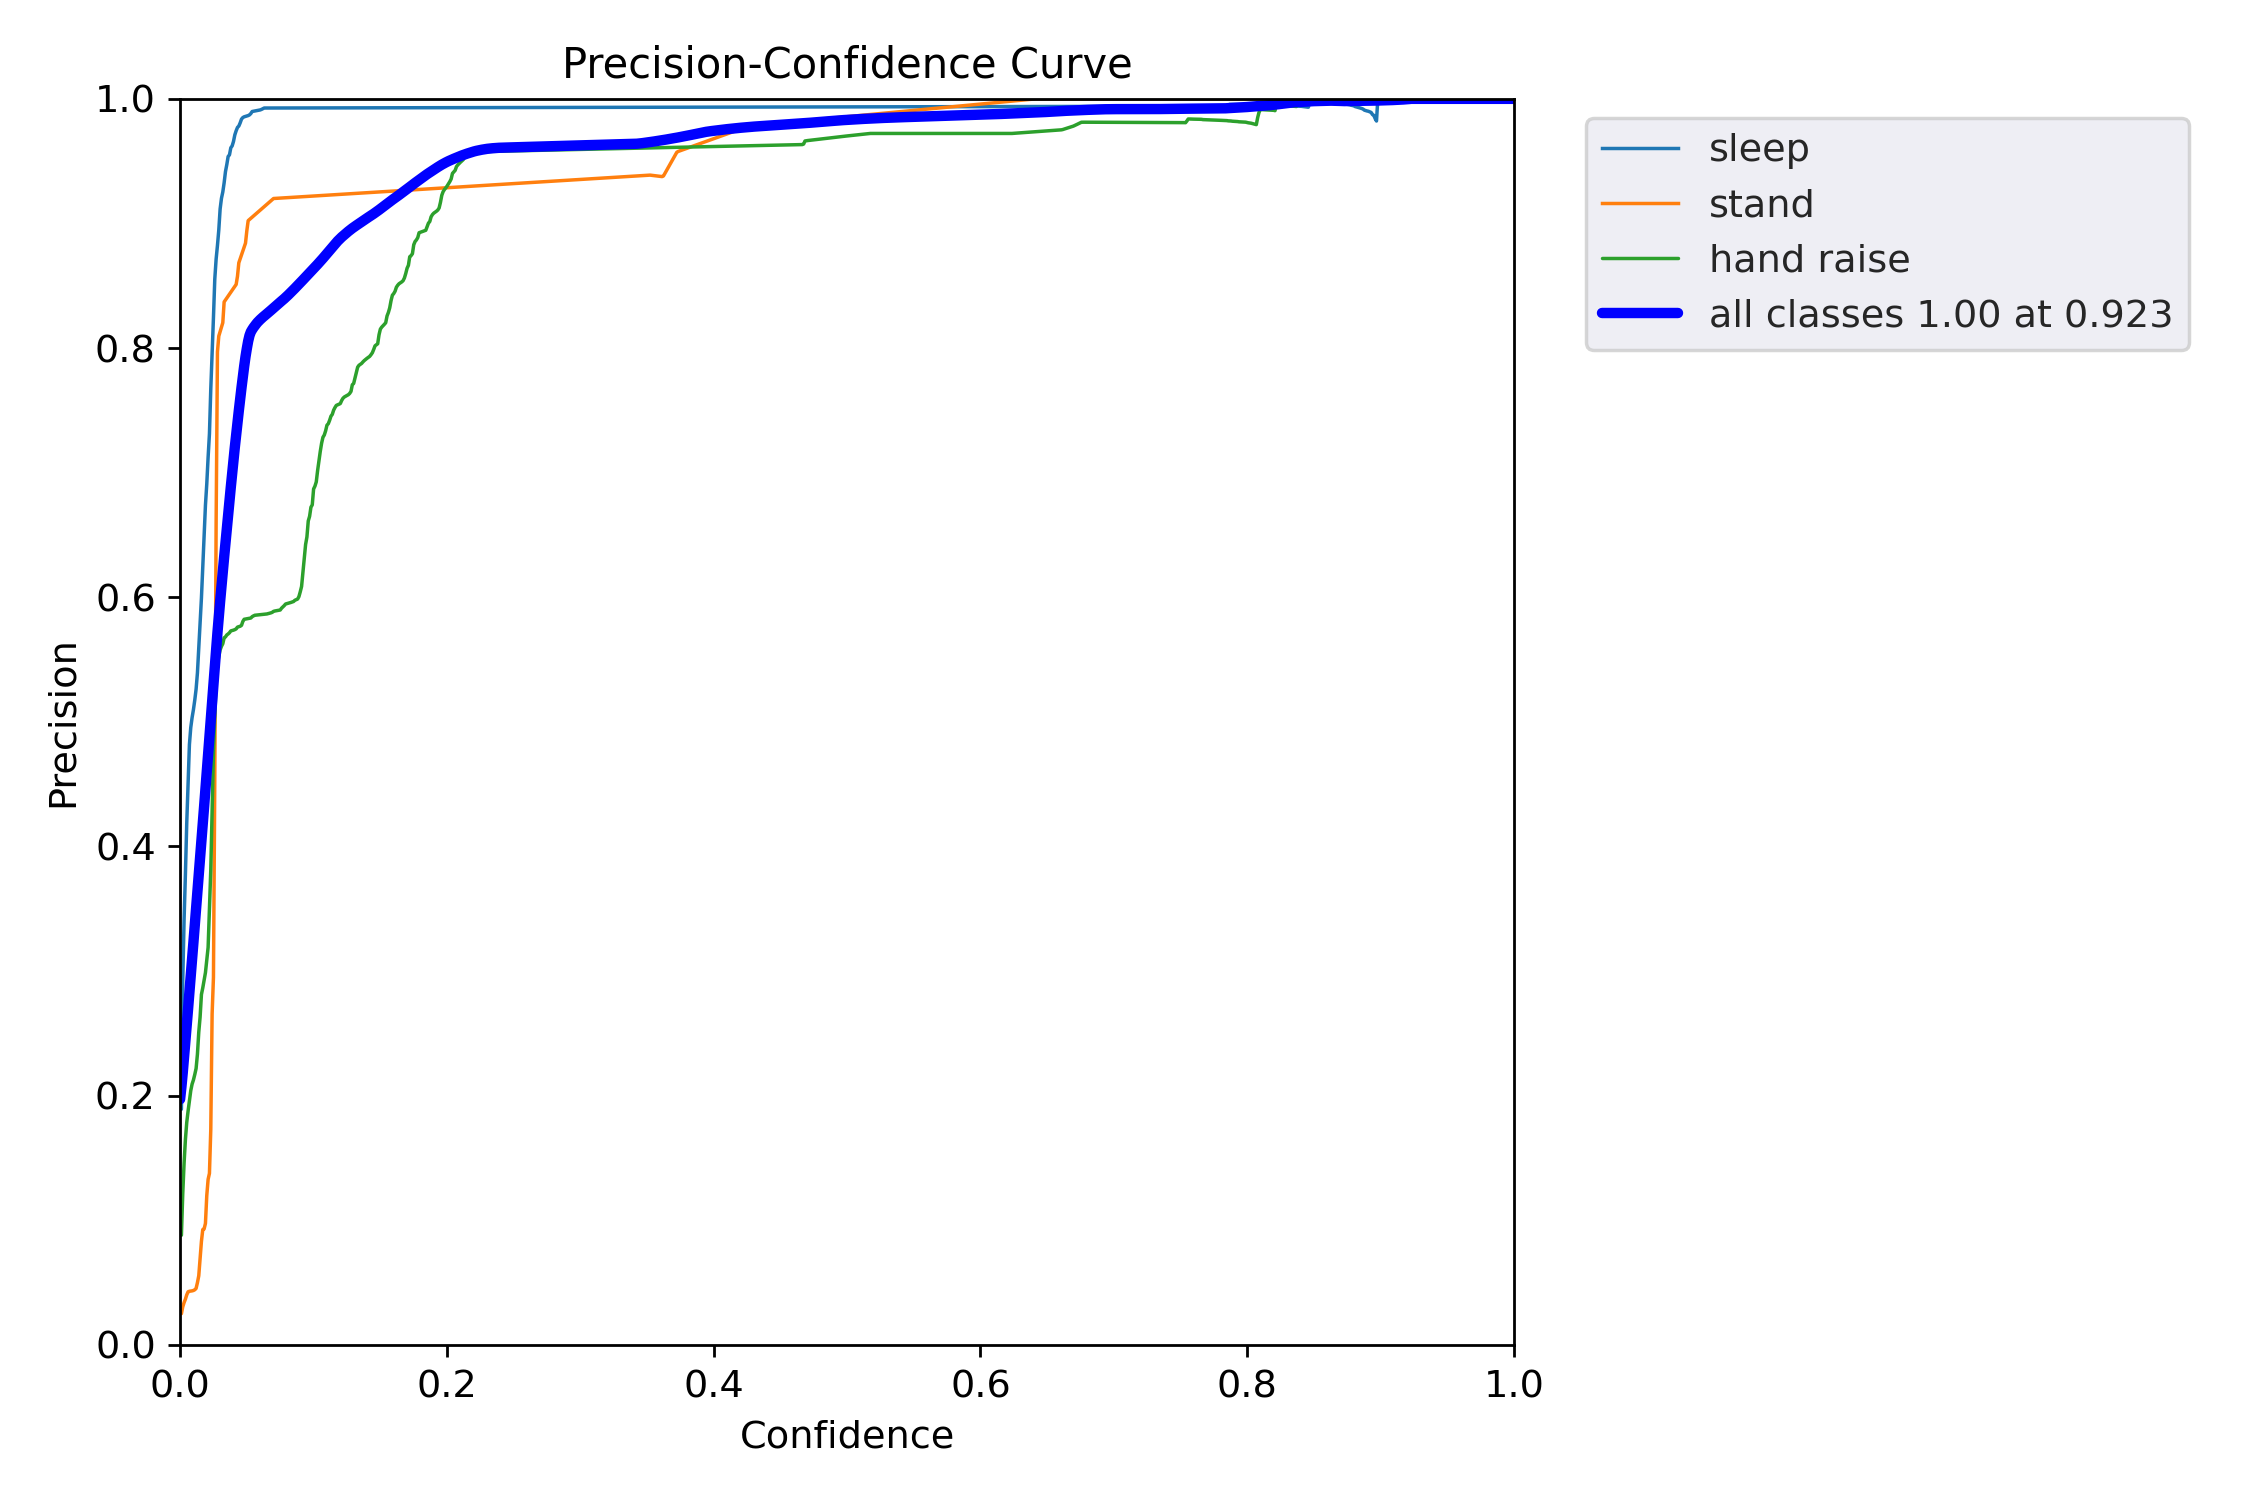 Precision-Confidence Curve
1.0
0.8
0.6
0.4
0.2
0.0
Precision
0.0 0.2 0.4 0.6 0.8 1.0
Confidence
sleep
stand
hand raise
all classes 1.00 at 0.923